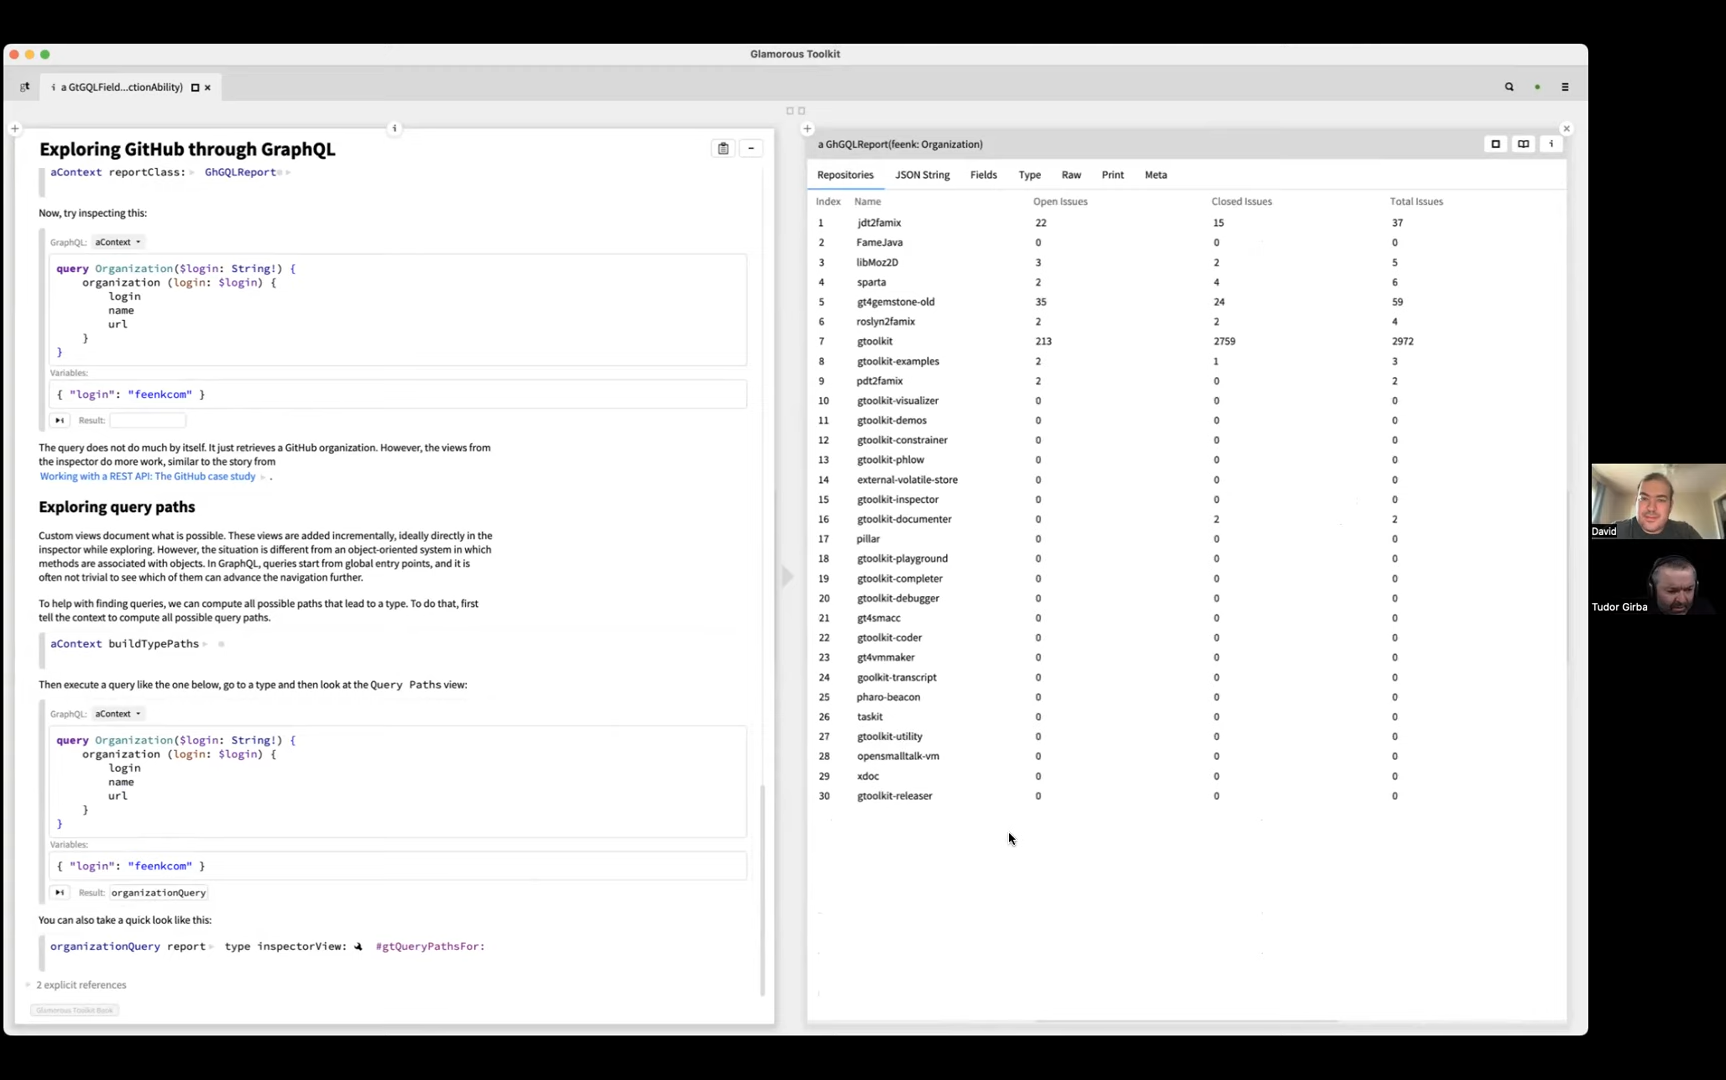 Glamorous Toolkit
gt
i a GtGQLField...ctionAbility)
Exploring GitHub through GraphQL
aContext reportClass: GhGQLReport
Now, try inspecting this:
GraphQL: aContext
query Organization($login: String!) {
organization (login: $login) {
login
name
url
}
}
Variables:
{ "login": "feenkcom" }
Result:
The query does not do much by itself. It just retrieves a GitHub organization. However, the views from
the inspector do more work, similar to the story from
Working with a REST API: The GitHub case study .
Exploring query paths
Custom views document what is possible. These views are added incrementally, ideally directly in the
inspector while exploring. However, the situation is different from an object-oriented system in which
methods are associated with objects. In GraphQL, queries start from global entry points, and it is
often not trivial to see which of them can advance the navigation further.
To help with finding queries, we can compute all possible paths that lead to a type. To do that, first
tell the context to compute all possible query paths.
aContext buildTypePaths
Then execute a query like the one below, go to a type and then look at the Query Paths view:
GraphQL: aContext
query Organization($login: String!) {
organization (login: $login) {
login
name
url
}
}
Variables:
{ "login": "feenkcom" }
Result: organizationQuery
You can also take a quick look like this:
organizationQuery report type inspectorView: #gtQueryPathsFor:
2 explicit references
Glamorous Toolkit Book
a GhGQLReport(feenk: Organization)
Repositories JSON String Fields Type Raw Print Meta
Index Name Open Issues Closed Issues Total Issues
1 jdt2famix 22 15 37
2 FameJava 0 0 0
3 libMoz2D 3 2 5
4 sparta 2 4 6
5 gt4gemstone-old 35 24 59
6 roslyn2famix 2 2 4
7 gtoolkit 213 2759 2972
8 gtoolkit-examples 2 1 3
9 pdt2famix 2 0 2
10 gtoolkit-visualizer 0 0 0
11 gtoolkit-demos 0 0 0
12 gtoolkit-constrainer 0 0 0
13 gtoolkit-phlow 0 0 0
14 external-volatile-store 0 0 0
15 gtoolkit-inspector 0 0 0
16 gtoolkit-documenter 0 2 2
17 pillar 0 0 0
18 gtoolkit-playground 0 0 0
19 gtoolkit-completer 0 0 0
20 gtoolkit-debugger 0 0 0
21 gt4smacc 0 0 0
22 gtoolkit-coder 0 0 0
23 gt4vmmaker 0 0 0
24 goolkit-transcript 0 0 0
25 pharo-beacon 0 0 0
26 taskit 0 0 0
27 gtoolkit-utility 0 0 0
28 opensmalltalk-vm 0 0 0
29 xdoc 0 0 0
30 gtoolkit-releaser 0 0 0
David
Tudor Girba